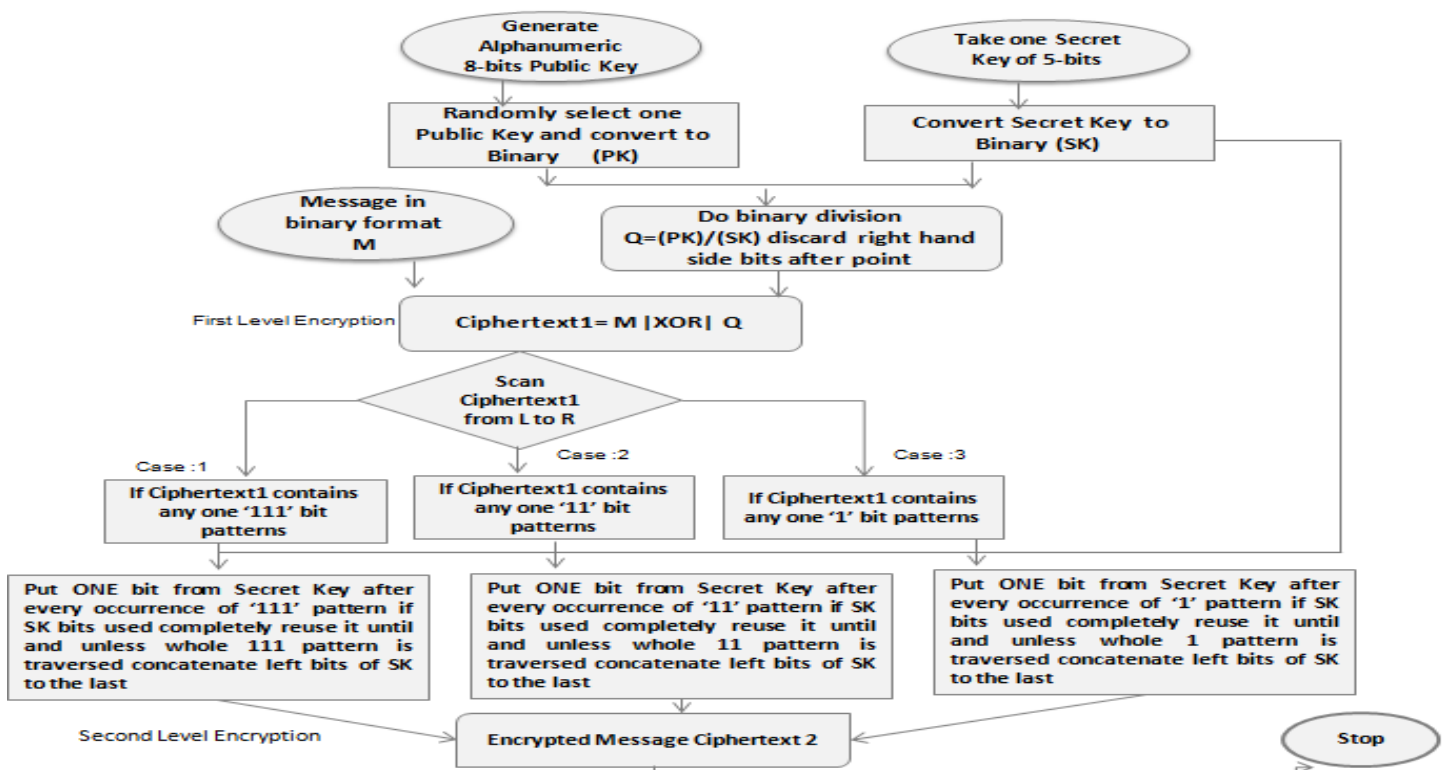 Generate
Alphanumeric
8-bits Public Key
Take one Secret
Key of 5-bits
Randomly select one
Public Key and convert to
Binary (PK)
Convert Secret Key to
Binary (SK)
Message in
binary format
M
Do binary division
Q=(PK)/(SK) discard right hand
side bits after point
First Level Encryption
Ciphertext1= M |XOR| Q
Scan
Ciphertext1
from L to R
Case :1
Case :2
Case :3
If Ciphertext1 contains
any one ‘111’ bit
patterns
If Ciphertext1 contains
any one ‘11’ bit
patterns
If Ciphertext1 contains
any one ‘1’ bit patterns
Put ONE bit from Secret Key after
every occurrence of ‘111’ pattern if
SK bits used completely reuse it until
and unless whole 111 pattern is
traversed concatenate left bits of SK
to the last
Put ONE bit from Secret Key after
every occurrence of ‘11’ pattern if SK
bits used completely reuse it until
and unless whole 11 pattern is
traversed concatenate left bits of SK
to the last
Put ONE bit from Secret Key after
every occurrence of ‘1’ pattern if SK
bits used completely reuse it until
and unless whole 1 pattern is
traversed concatenate left bits of SK
to the last
Second Level Encryption
Encrypted Message Ciphertext 2
Stop